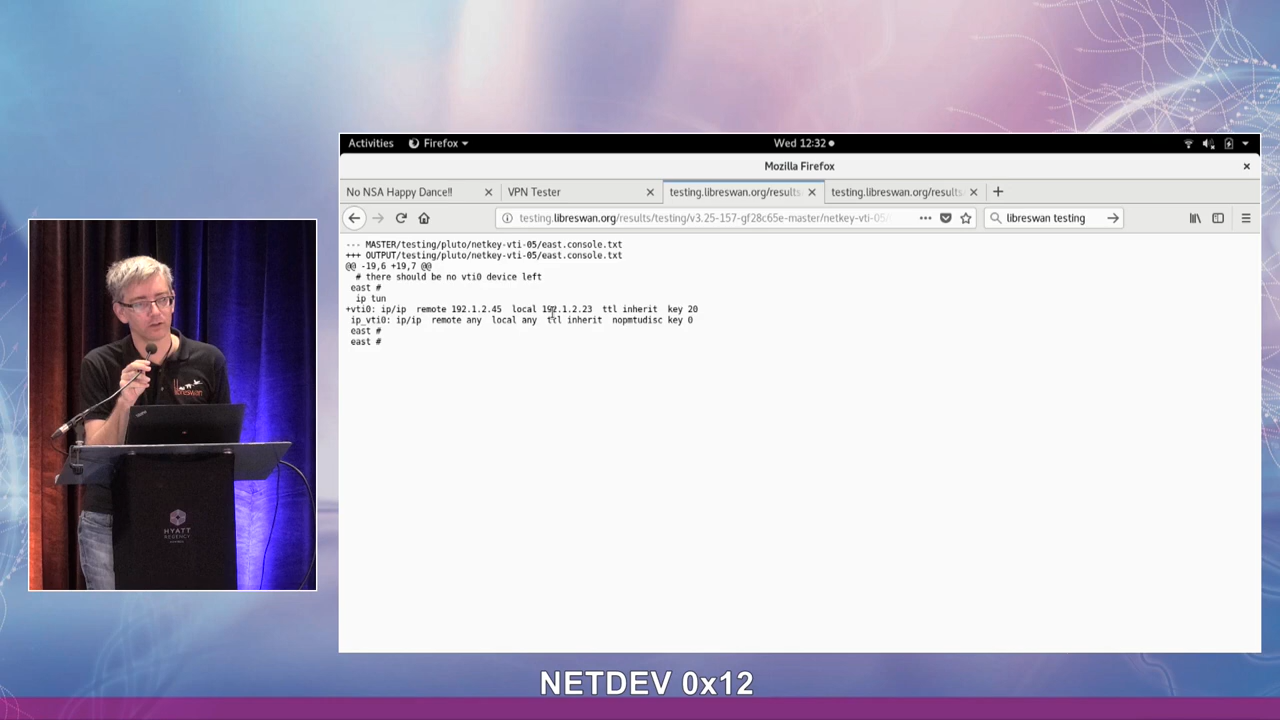 Activities Firefox Wed 12:32
Mozilla Firefox
No NSA Happy Dance!! VPN Tester testing.libreswan.org/results testing.libreswan.org/results
testing.libreswan.org/results/testing/v3.25-157-gf28c65e-master/netkey-vti-05/ libreswan testing
--- MASTER/testing/pluto/netkey-vti-05/east.console.txt
+++ OUTPUT/testing/pluto/netkey-vti-05/east.console.txt
@@ -19,6 +19,7 @@
# there should be no vti0 device left
east #
ip tun
+vti0: ip/ip remote 192.1.2.45 local 192.1.2.23 ttl inherit key 20
ip_vti0: ip/ip remote any local any ttl inherit nopmtudisc key 0
east #
east #
libreswan
HYATT
REGENCY
NETDEV 0x12